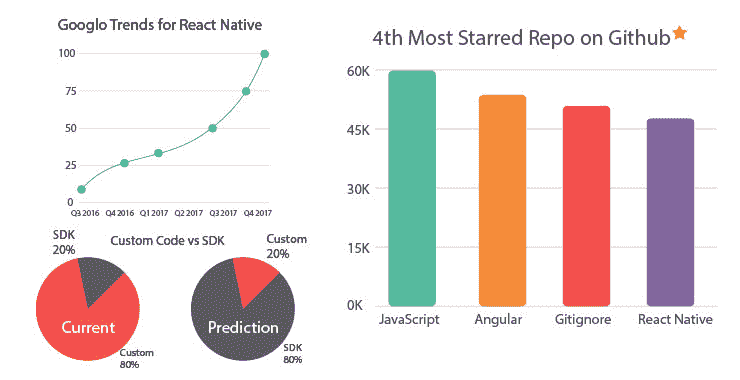 Googlo Trends for React Native
100
75
50
25
0
Q3 2016 Q4 2016 Q1 2017 Q2 2017 Q3 2017 Q4 2017
Custom Code vs SDK
SDK
20%
Current
Custom
80%
Custom
20%
Prediction
SDK
80%
4th Most Starred Repo on Github
60K
45K
30K
15K
0K
JavaScript Angular Gitignore React Native